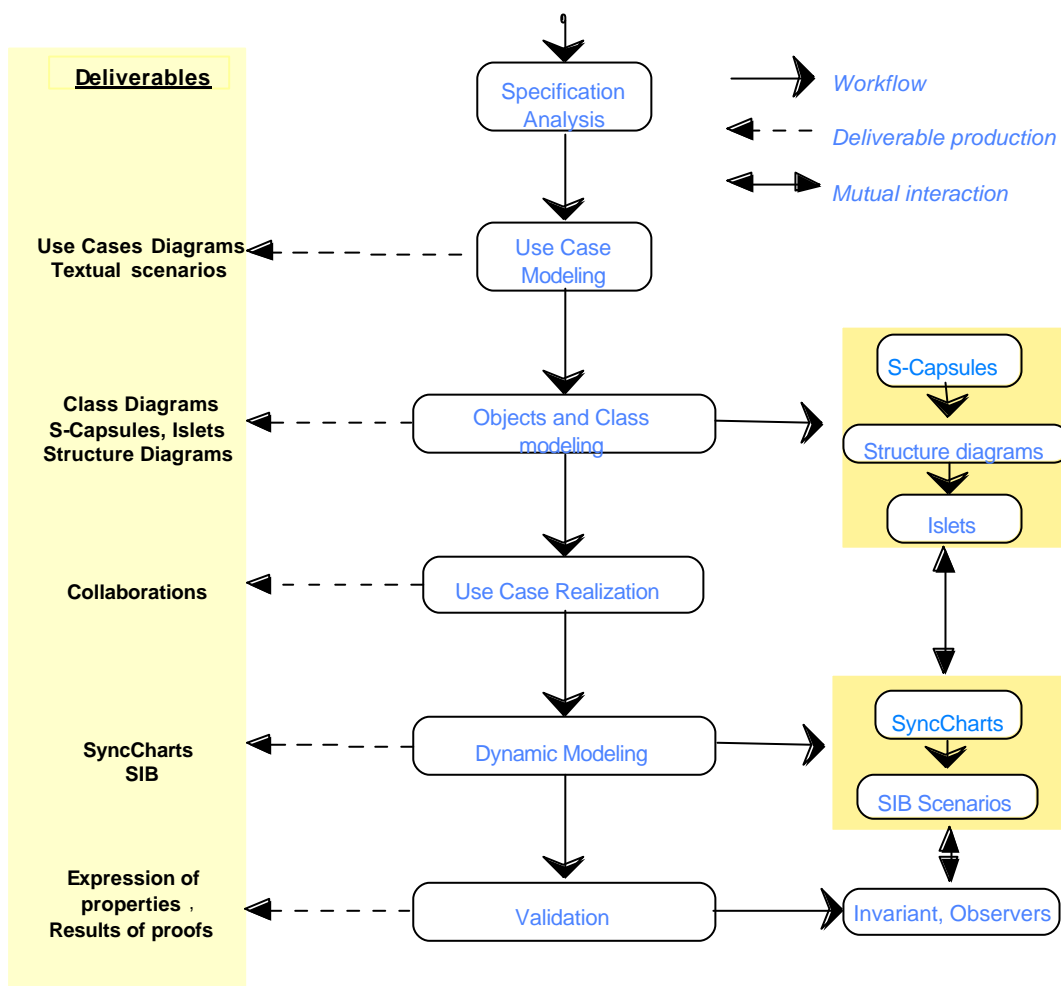 Deliverables
Specification
Analysis
Workflow
Deliverable production
Mutual interaction
Use Cases Diagrams
Textual scenarios
Use Case
Modeling
S-Capsules
Class Diagrams
S-Capsules, Islets
Structure Diagrams
Objects and Class
modeling
Structure diagrams
Islets
Collaborations
Use Case Realization
SyncCharts
SyncCharts
SIB
Dynamic Modeling
SIB Scenarios
Expression of
properties ,
Results of proofs
Validation
Invariant, Observers